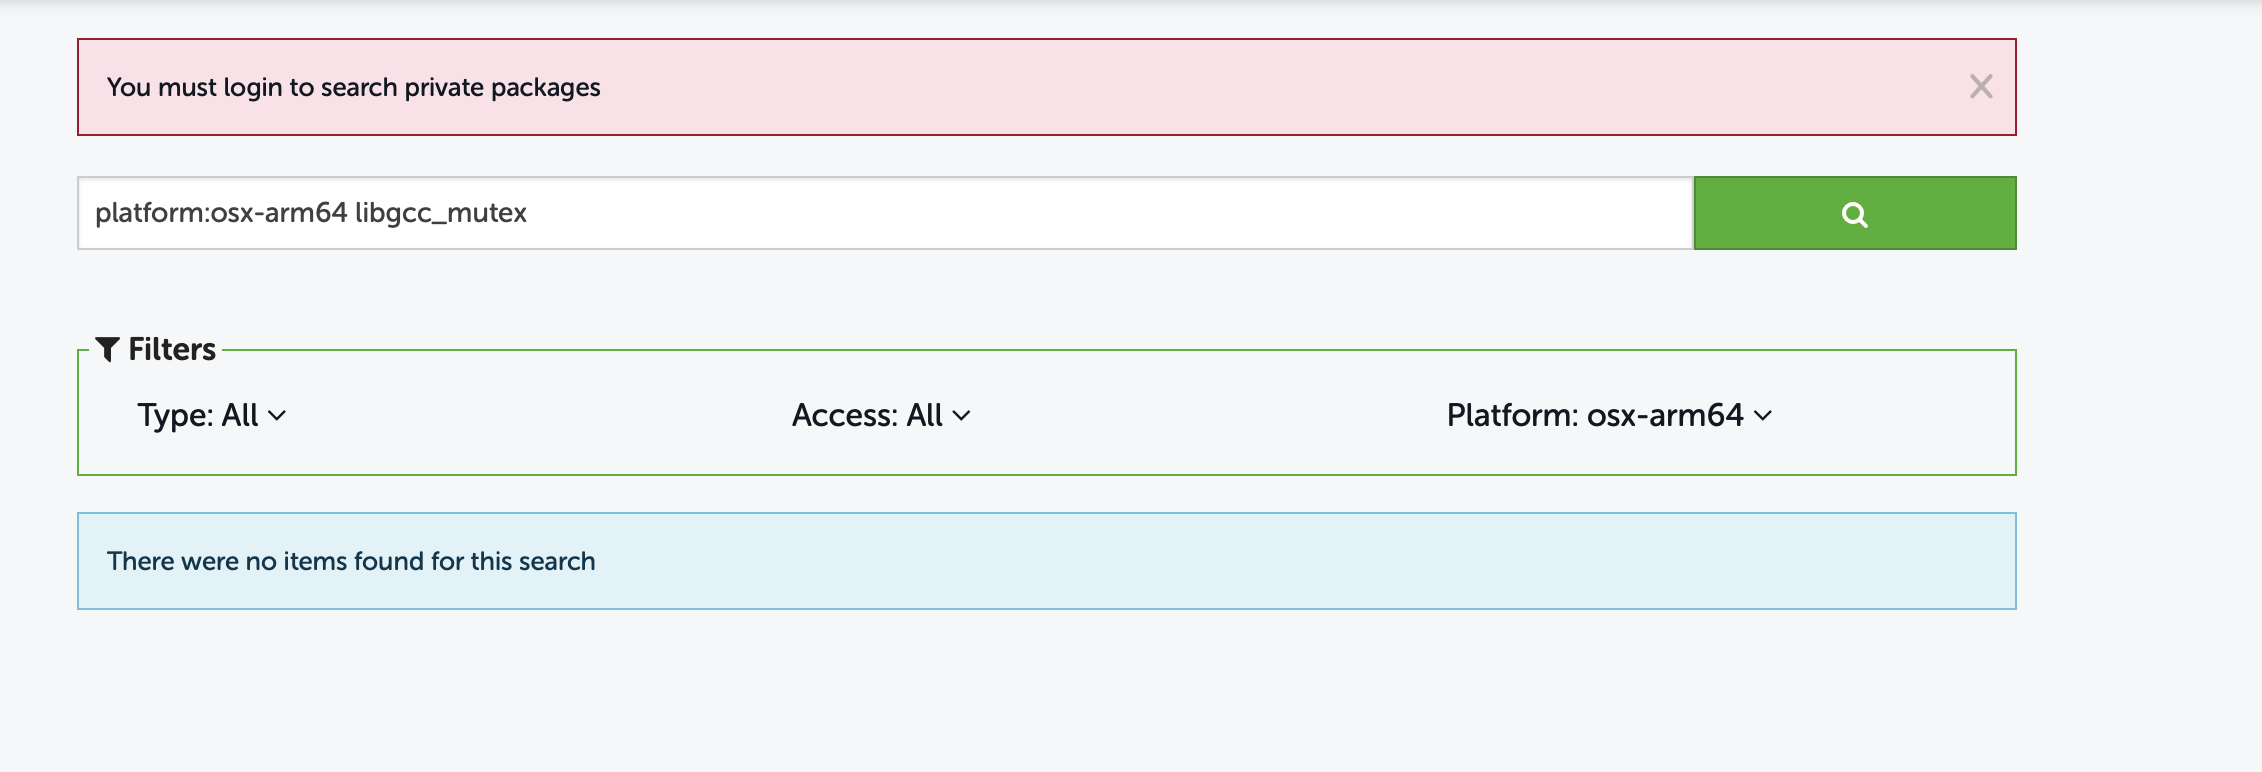 You must login to search private packages
platform:osx-arm64 libgcc_mutex
Filters
Type: All
Access: All
Platform: osx-arm64
There were no items found for this search